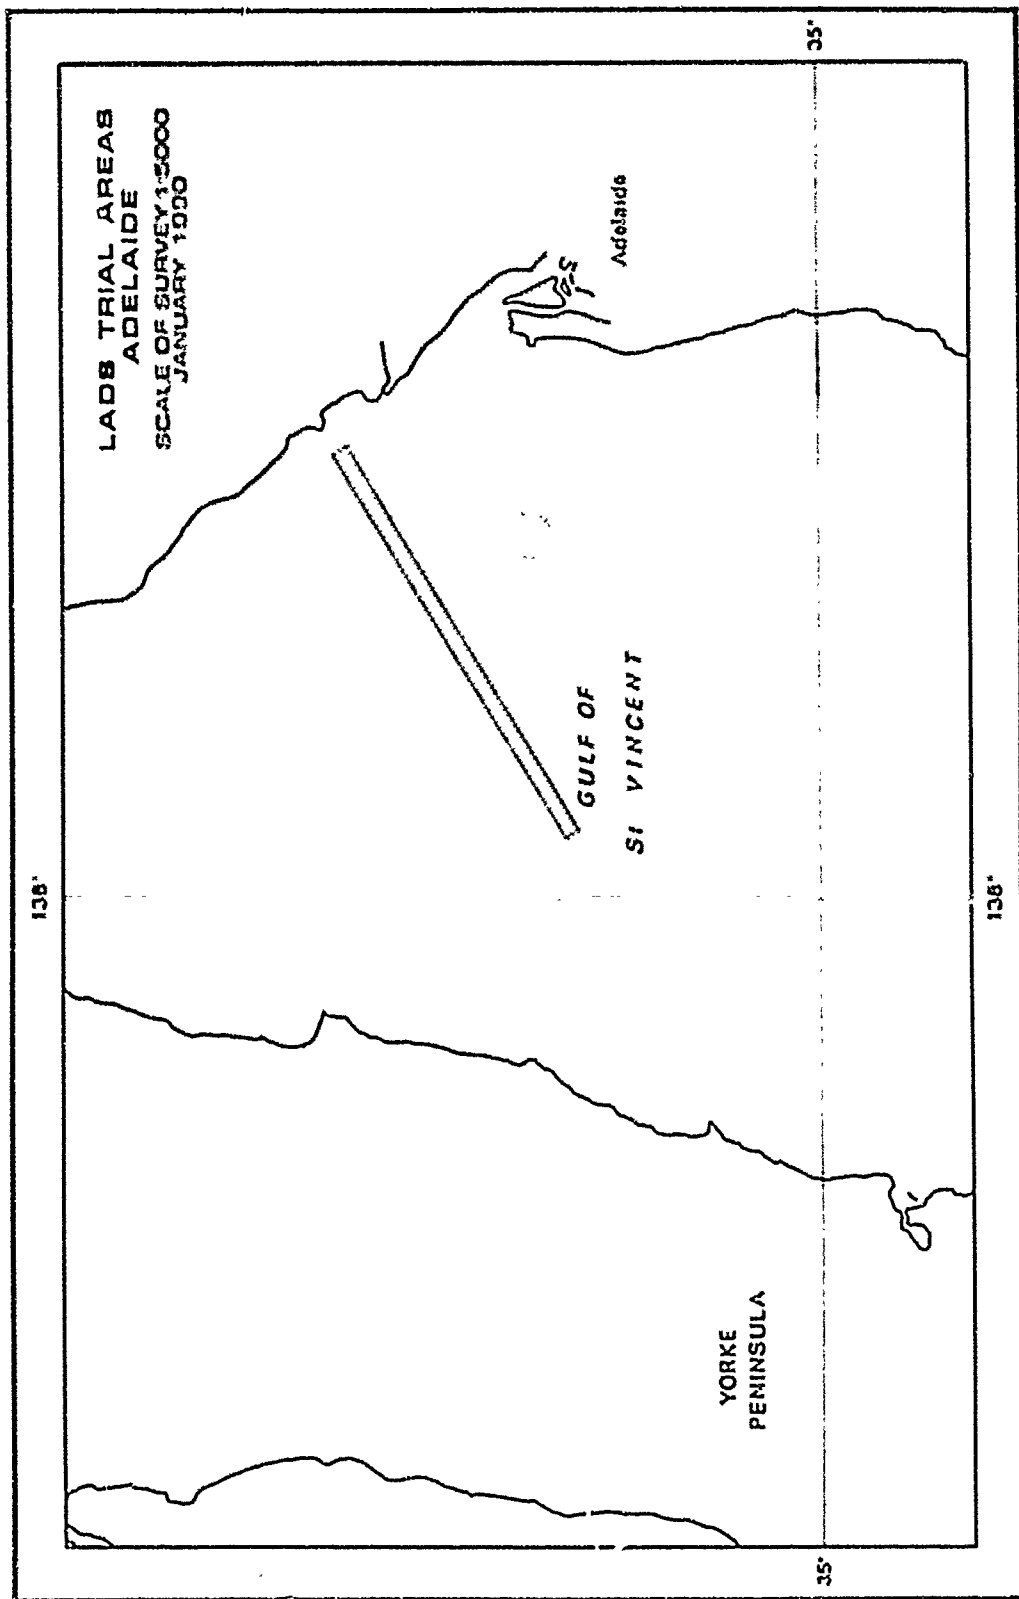 LADS TRIAL AREAS
ADELAIDE
SCALE OF SURVEY 1:5000
JANUARY 1990
35°
Adelaide
GULF OF
ST VINCENT
138°
138°
YORKE
PENINSULA
35°